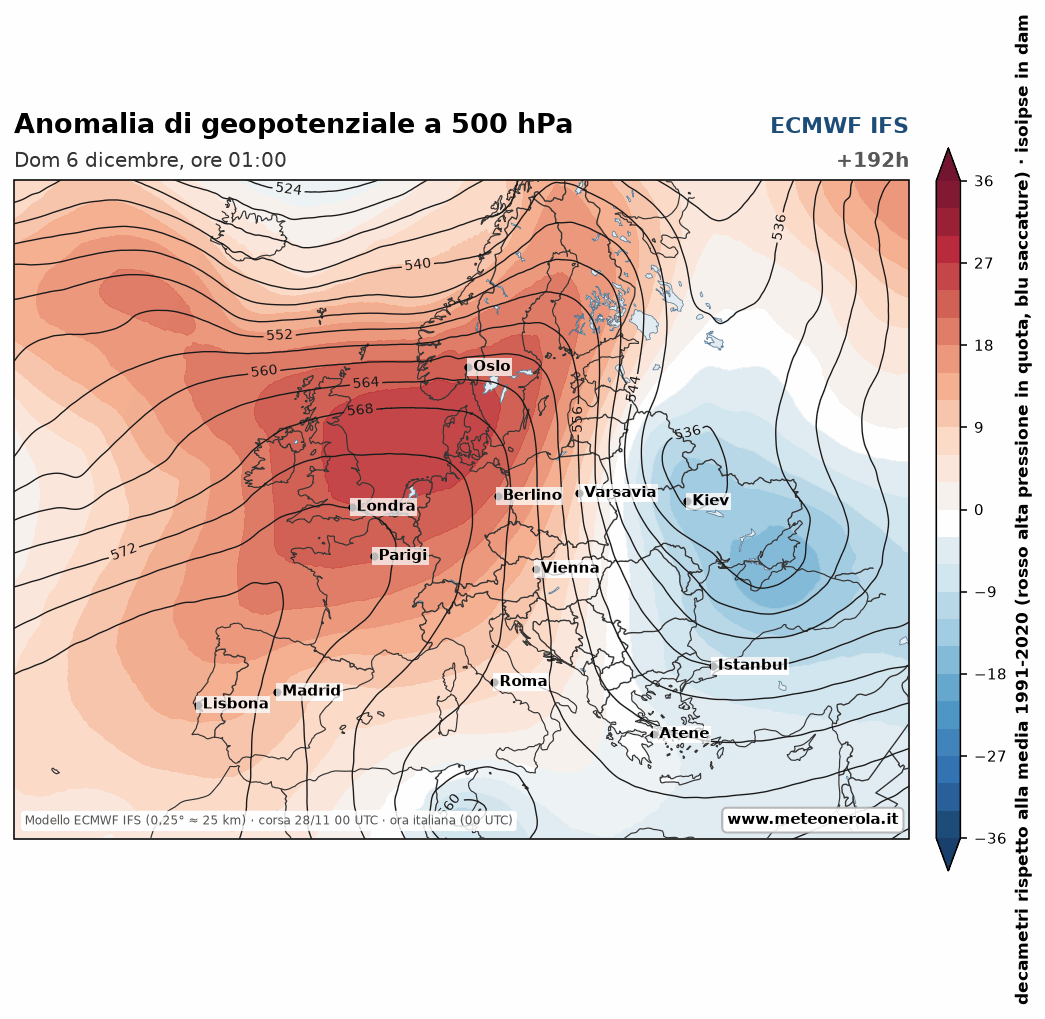 Anomalia di geopotenziale a 500 hPa
ECMWF IFS
Dom 6 dicembre, ore 01:00
+192h
524
536
540
552
560
564
568
Oslo
544
556
536
Londra
Berlino
Varsavia
Kiev
572
Parigi
Vienna
Istanbul
Roma
Madrid
Lisbona
Atene
560
Modello ECMWF IFS (0,25° ≈ 25 km) · corsa 28/11 00 UTC · ora italiana (00 UTC)
www.meteonerola.it
36
27
18
9
0
−9
−18
−27
−36
decametri rispetto alla media 1991-2020 (rosso alta pressione in quota, blu saccature) · isoipse in dam